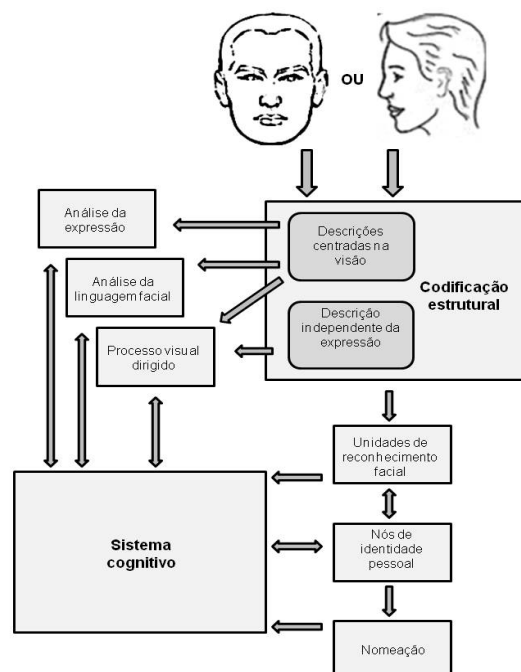 OU
Análise da
expressão
Descrições
centradas na
visão
Codificação
estrutural
Análise da
linguagem facial
Descrição
independente da
expressão
Processo visual
dirigido
Unidades de
reconhecimento
facial
Sistema
cognitivo
Nós de
identidade
pessoal
Nomeação